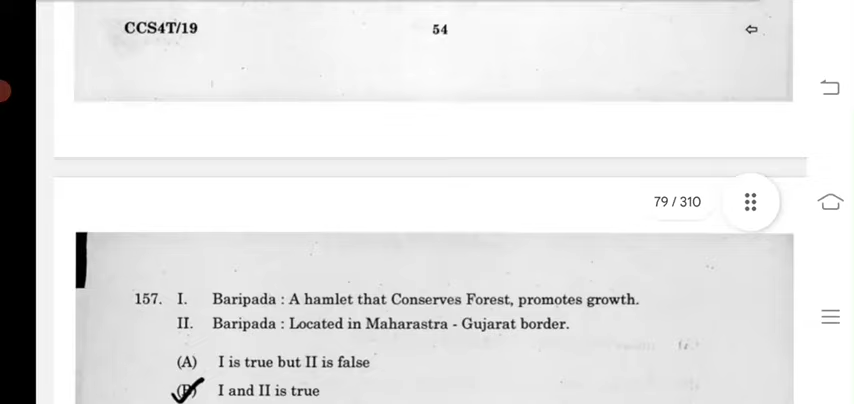 CCS4T/19 54 ⇦
79 / 310
157. I. Baripada : A hamlet that Conserves Forest, promotes growth.
II. Baripada : Located in Maharastra - Gujarat border.
(A) I is true but II is false
(B) I and II is true